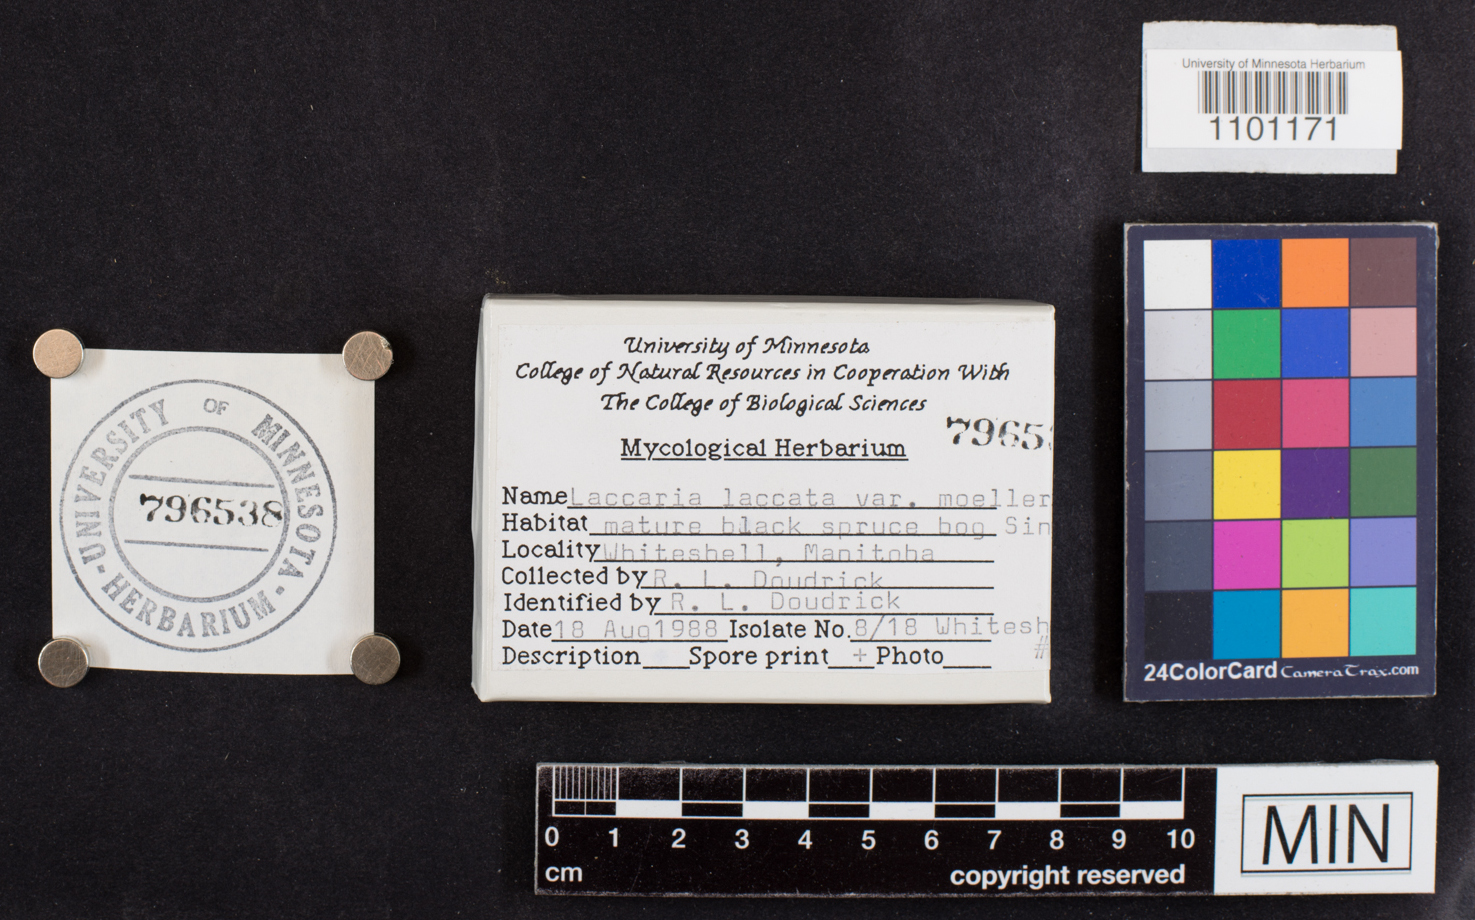 University of Minnesota Herbarium
1101171
UNIVERSITY OF MINNESOTA
-HERBARIUM-
796538
University of Minnesota
College of Natural Resources in Cooperation With
The College of Biological Sciences
7965
Mycological Herbarium
Name Laccaria laccata var. moeller
Habitat mature black spruce bog Sin
Locality Whiteshell, Manitoba
Collected by R. L. Doudrick
Identified by R. L. Doudrick
Date 18 Aug1988 Isolate No. 8/18 Whitesh
Description Spore print + Photo #
24ColorCard CameraTrax.com
0 1 2 3 4 5 6 7 8 9 10
cm copyright reserved
MIN